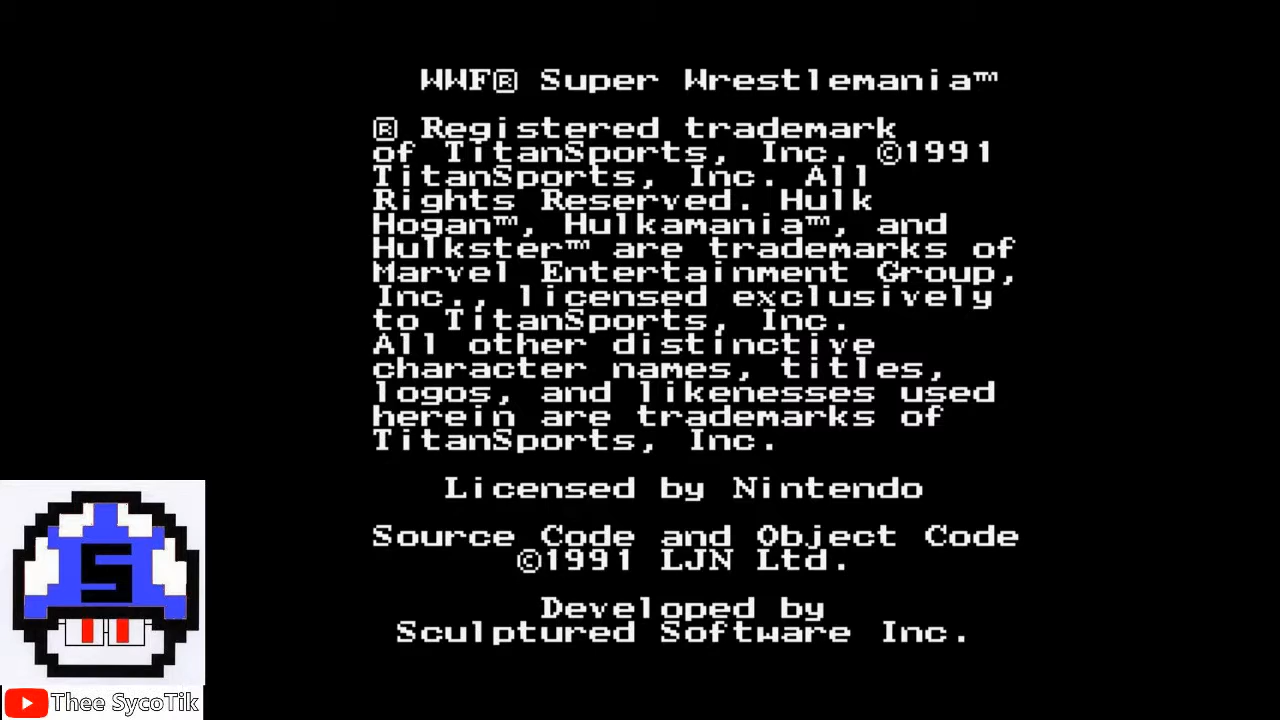 WWF® Super Wrestlemania™
® Registered trademark
of TitanSports, Inc. ©1991
TitanSports, Inc. All
Rights Reserved. Hulk
Hogan™, Hulkamania™, and
Hulkster™ are trademarks of
Marvel Entertainment Group,
Inc., licensed exclusively
to TitanSports, Inc.
All other distinctive
character names, titles,
logos, and likenesses used
herein are trademarks of
TitanSports, Inc.
Licensed by Nintendo
Source Code and Object Code
©1991 LJN Ltd.
Developed by
Sculptured Software Inc.
S
Thee SycoTik